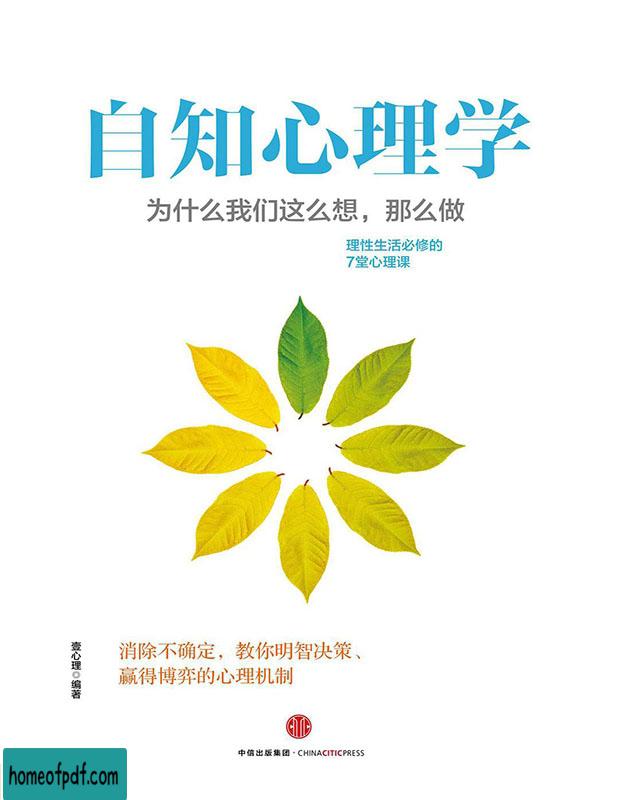 自知心理学
为什么我们这么想，那么做
理性生活必修的
7堂心理课
壹心理◎编著
消除不确定，教你明智决策、
赢得博弈的心理机制
中信出版集团·CHINACITICPRESS
homeofpdf.com